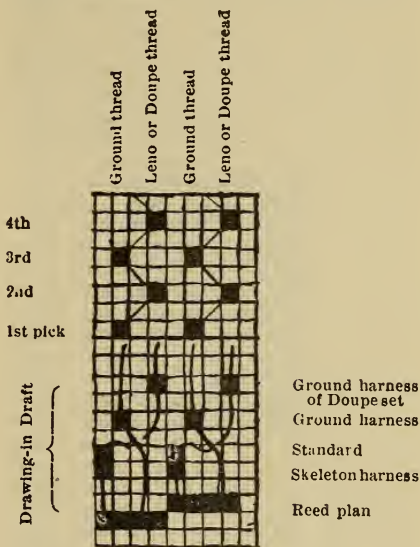 Ground thread
Leno or Doupe thread
Ground thread
Leno or Doupe thread
4th
3rd
2nd
1st pick
Drawing-in Draft
Ground harness
of Doupe set
Ground harness
Standard
Skeleton harness
Reed plan